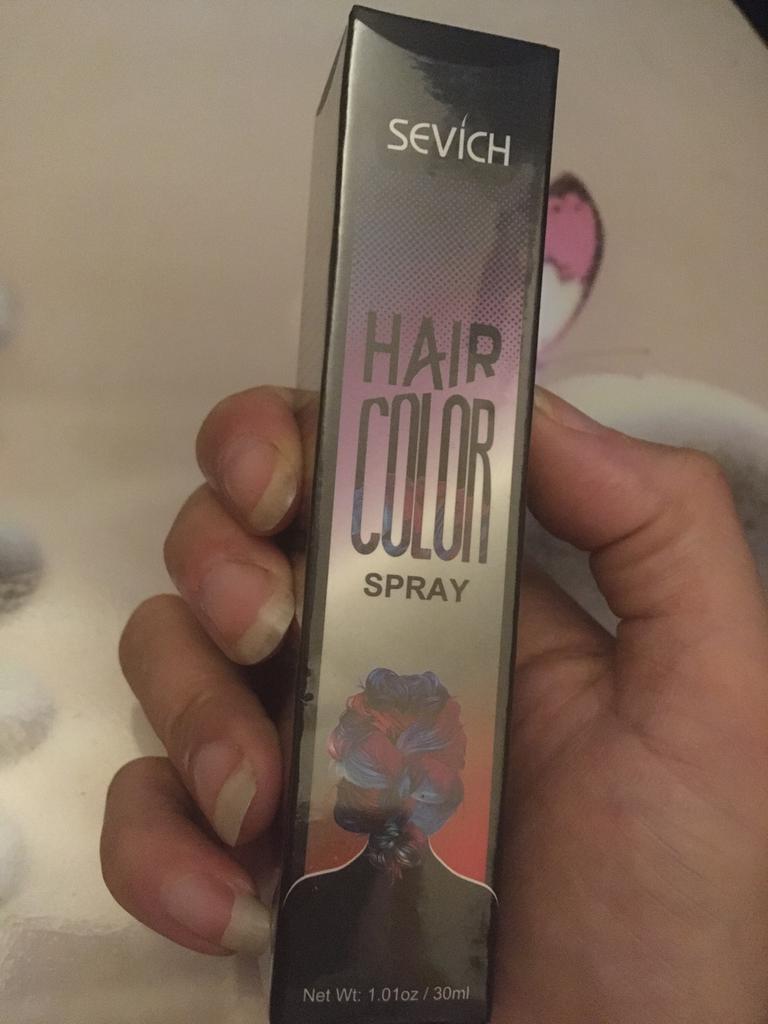 SEVICH
HAIR
COLOR
SPRAY
Net Wt: 1.01oz / 30ml